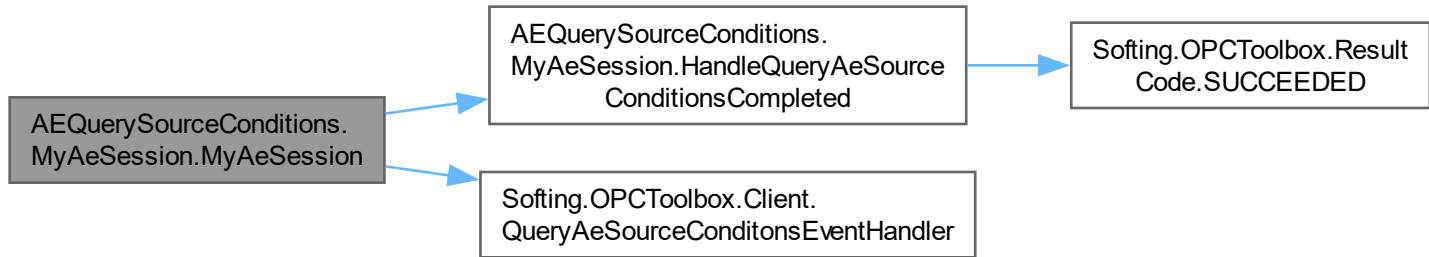 AEQuerySourceConditions.
MyAeSession.MyAeSession
AEQuerySourceConditions.
MyAeSession.HandleQueryAeSource
ConditionsCompleted
Softing.OPCToolbox.Client.
QueryAeSourceConditonsEventHandler
Softing.OPCToolbox.Result
Code.SUCCEEDED